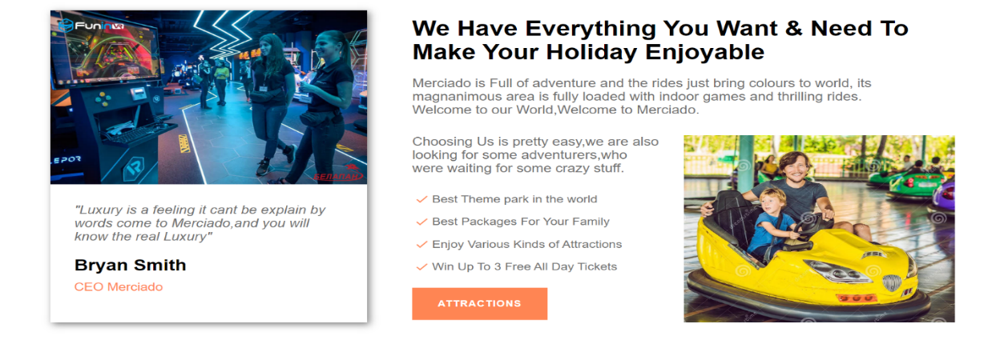 FuninVR
LEPOR
БЕЛАПАН
"Luxury is a feeling it cant be explain by
words come to Merciado,and you will
know the real Luxury"
Bryan Smith
CEO Merciado
We Have Everything You Want & Need To
Make Your Holiday Enjoyable
Merciado is Full of adventure and the rides just bring colours to world, its
magnanimous area is fully loaded with indoor games and thrilling rides.
Welcome to our World,Welcome to Merciado.
Choosing Us is pretty easy,we are also
looking for some adventurers,who
were waiting for some crazy stuff.
Best Theme park in the world
Best Packages For Your Family
Enjoy Various Kinds of Attractions
Win Up To 3 Free All Day Tickets
ATTRACTIONS